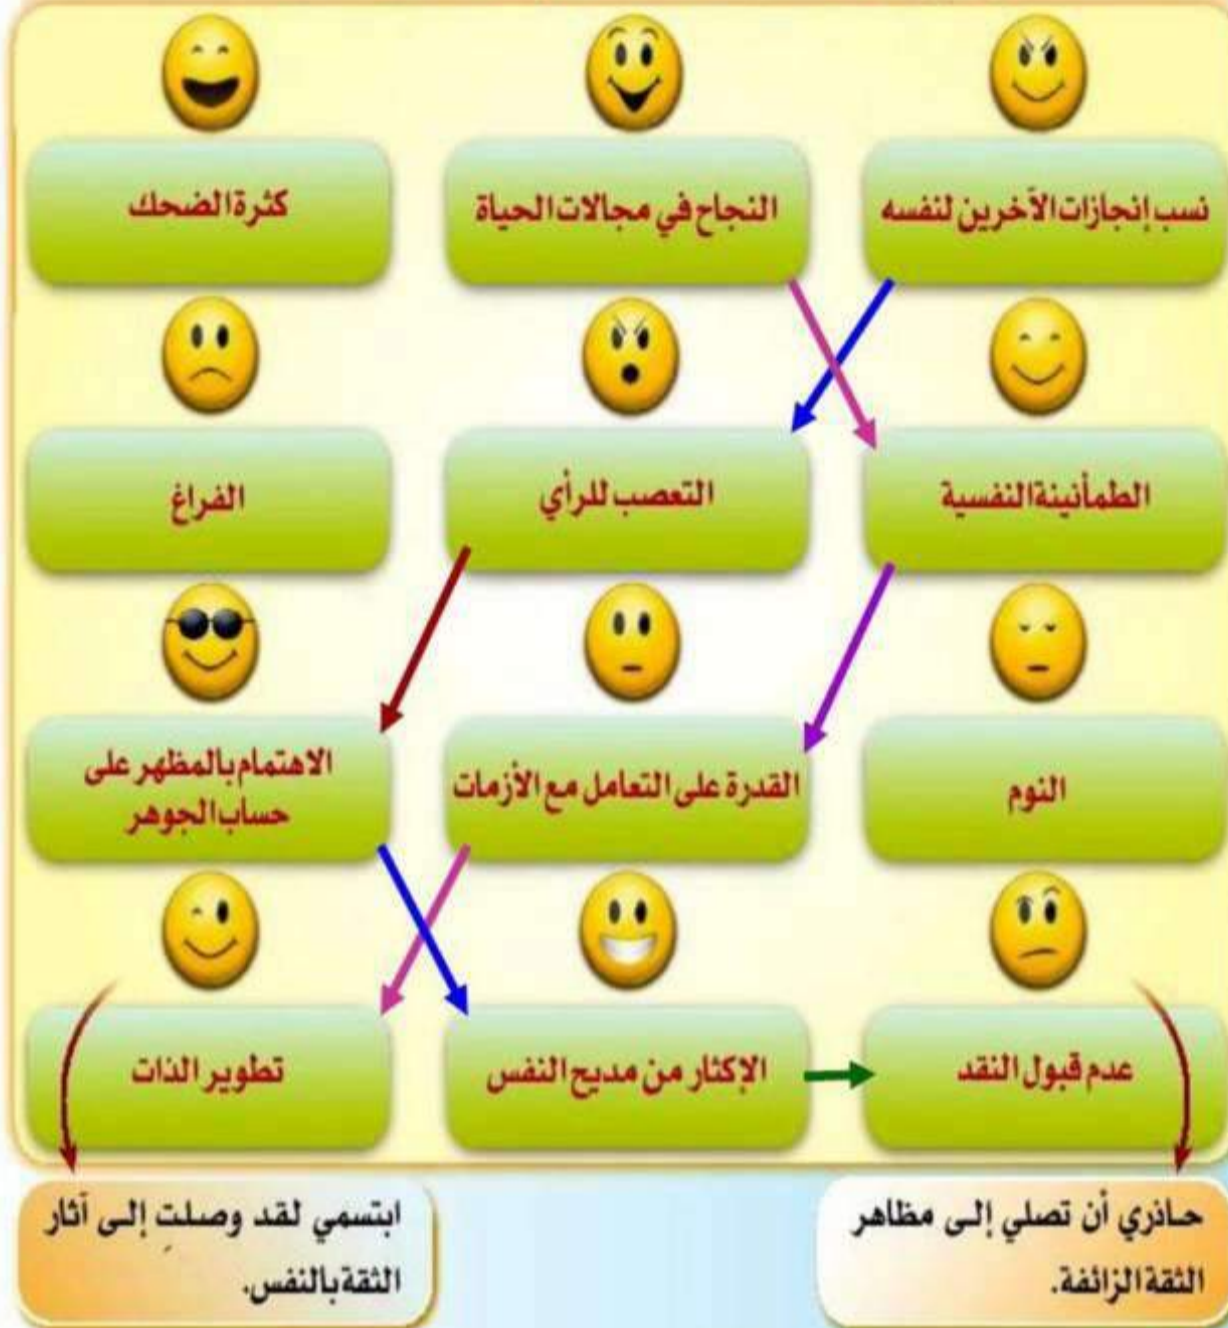 نسب إنجازات الآخرين لنفسه
النجاح في مجالات الحياة
كثرة الضحك
الطمأنينة النفسية
التعصب للرأي
الفراغ
النوم
القدرة على التعامل مع الأزمات
الاهتمام بالمظهر على
حساب الجوهر
عدم قبول النقد
الإكثار من مديح النفس
تطوير الذات
حاذري أن تصلي إلى مظاهر
الثقة الزائفة.
ابتسمي لقد وصلتِ إلى آثار
الثقة بالنفس.